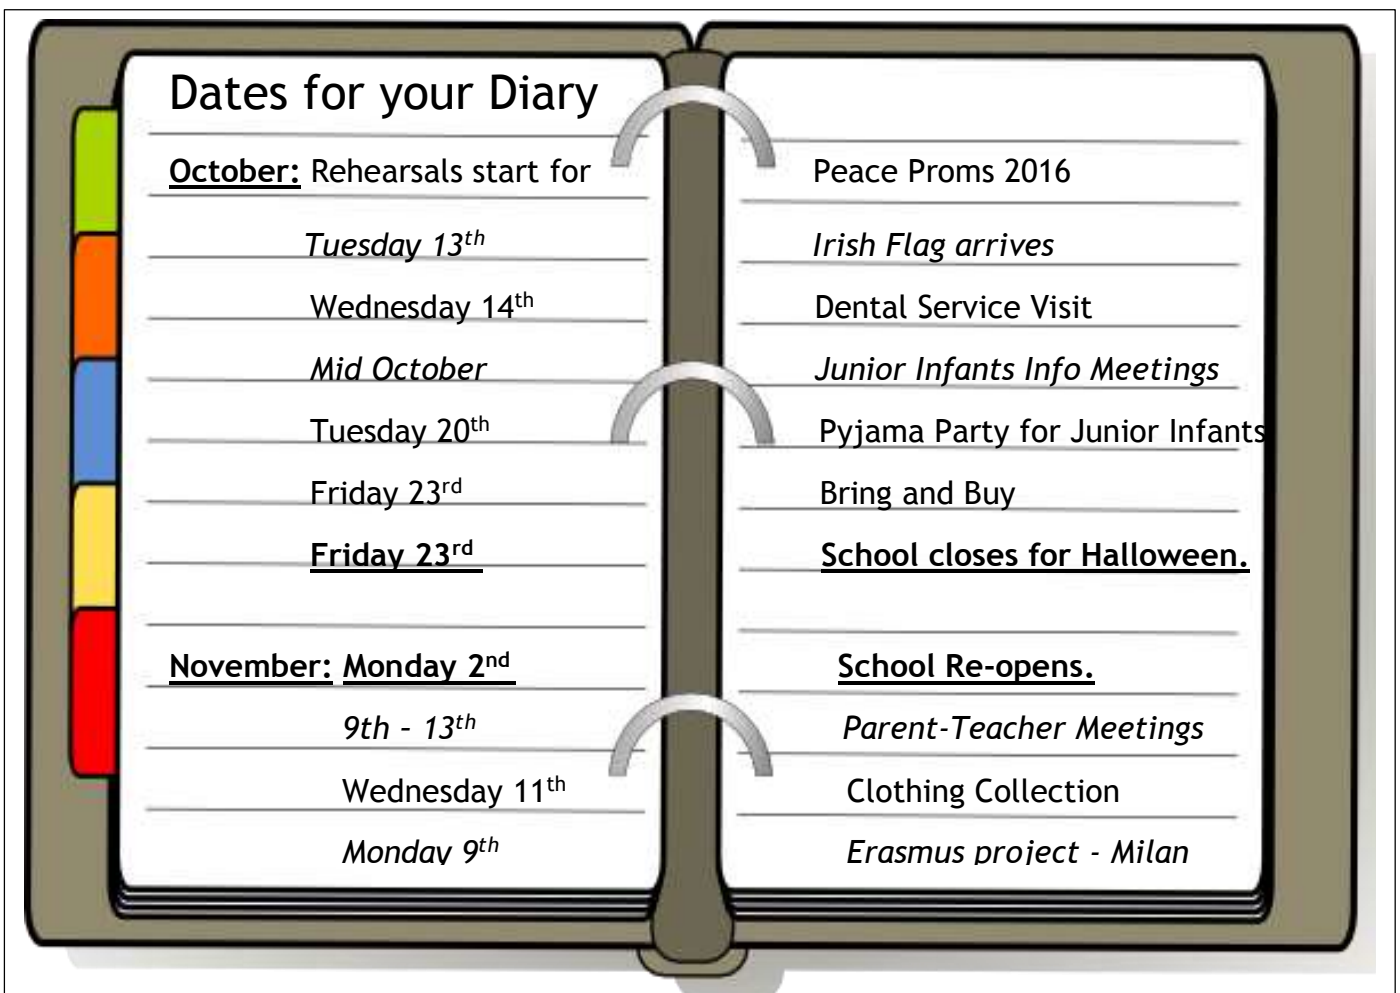 Dates for your Diary
October: Rehearsals start for Peace Proms 2016
Tuesday 13th Irish Flag arrives
Wednesday 14th Dental Service Visit
Mid October Junior Infants Info Meetings
Tuesday 20th Pyjama Party for Junior Infants
Friday 23rd Bring and Buy
Friday 23rd School closes for Halloween.
November: Monday 2nd School Re-opens.
9th – 13th Parent-Teacher Meetings
Wednesday 11th Clothing Collection
Monday 9th Erasmus project - Milan